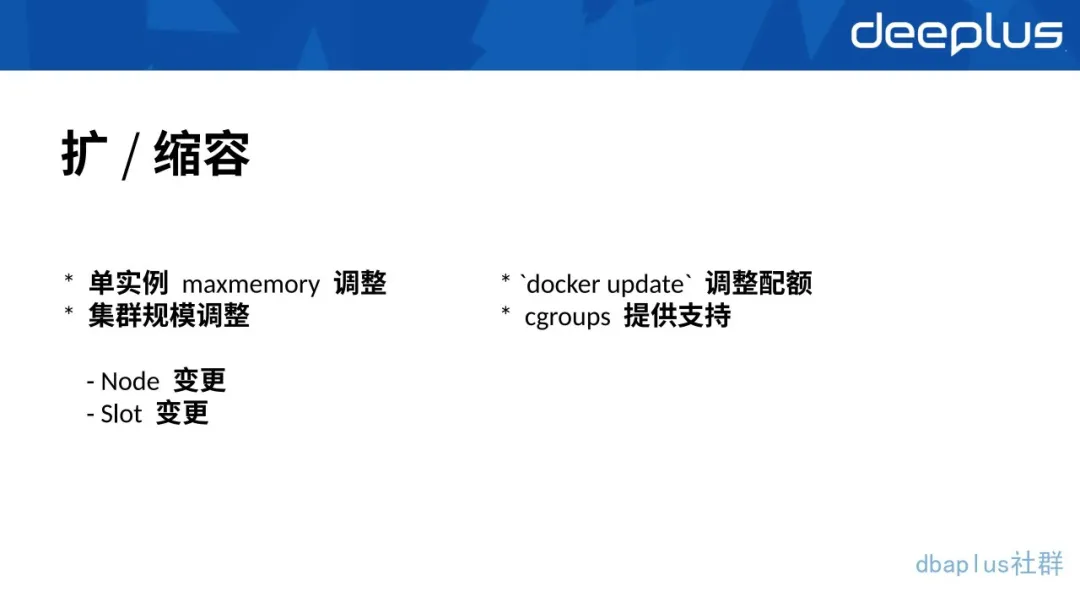 deeplus
扩 / 缩容
* 单实例 maxmemory 调整
* 集群规模调整
- Node 变更
- Slot 变更
* `docker update` 调整配额
* cgroups 提供支持
dbaplus社群